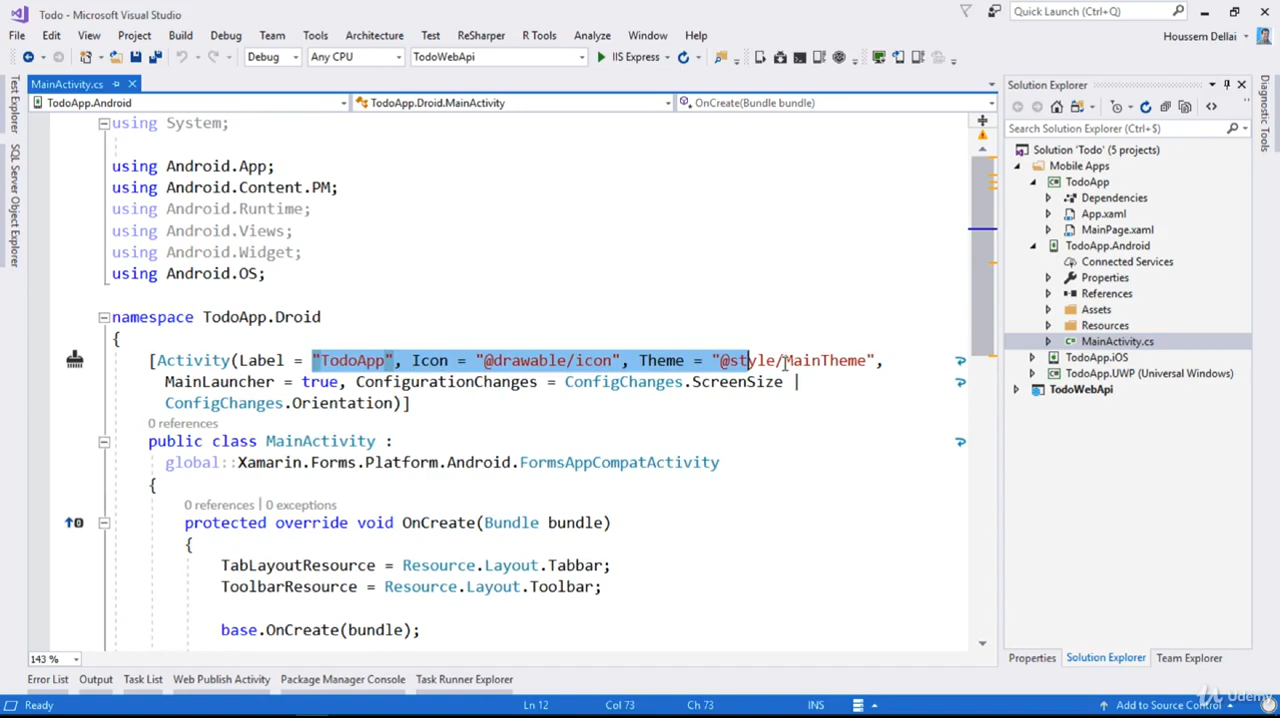 Todo - Microsoft Visual Studio
Quick Launch (Ctrl+Q)
File Edit View Project Build Debug Team Tools Architecture Test ReSharper R Tools Analyze Window Help
Houssem Dellai
Debug Any CPU TodoWebApi IIS Express
MainActivity.cs
TodoApp.Android TodoApp.Droid.MainActivity OnCreate(Bundle bundle)
Test Explorer
SQL Server Object Explorer
using System;
using Android.App;
using Android.Content.PM;
using Android.Runtime;
using Android.Views;
using Android.Widget;
using Android.OS;
namespace TodoApp.Droid
{
[Activity(Label = "TodoApp", Icon = "@drawable/icon", Theme = "@style/MainTheme",
MainLauncher = true, ConfigurationChanges = ConfigChanges.ScreenSize |
ConfigChanges.Orientation)]
0 references
public class MainActivity :
global::Xamarin.Forms.Platform.Android.FormsAppCompatActivity
{
0 references | 0 exceptions
protected override void OnCreate(Bundle bundle)
{
TabLayoutResource = Resource.Layout.Tabbar;
ToolbarResource = Resource.Layout.Toolbar;
base.OnCreate(bundle);
143 %
Solution Explorer
Search Solution Explorer (Ctrl+$)
Solution 'Todo' (5 projects)
Mobile Apps
TodoApp
Dependencies
App.xaml
MainPage.xaml
TodoApp.Android
Connected Services
Properties
References
Assets
Resources
MainActivity.cs
TodoApp.iOS
TodoApp.UWP (Universal Windows)
TodoWebApi
Diagnostic Tools
Properties Solution Explorer Team Explorer
Error List Output Task List Web Publish Activity Package Manager Console Task Runner Explorer
Ready Ln 12 Col 73 Ch 73 INS Add to Source Control
Udemy